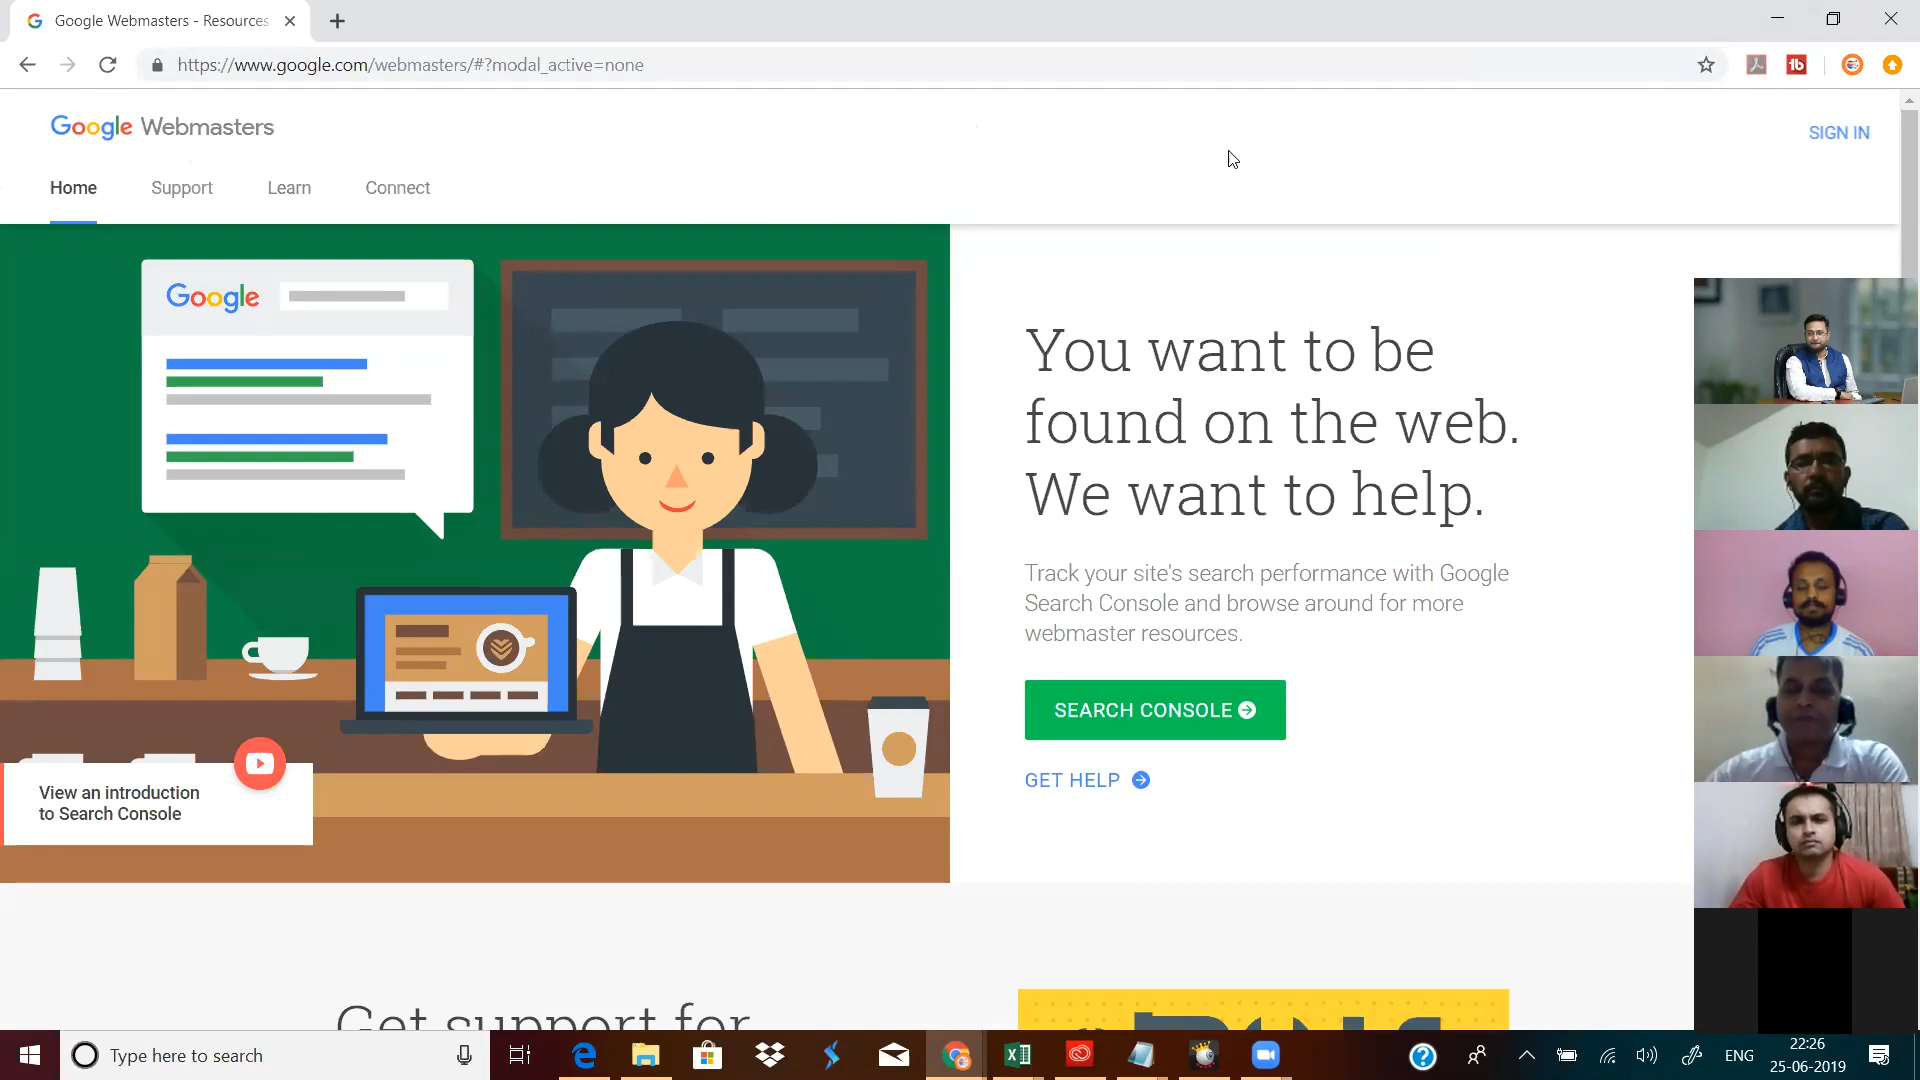 Google Webmasters - Resources
https://www.google.com/webmasters/#?modal_active=none
Google Webmasters
SIGN IN
Home
Support
Learn
Connect
Google
You want to be
found on the web.
We want to help.
Track your site's search performance with Google
Search Console and browse around for more
webmaster resources.
SEARCH CONSOLE
GET HELP
View an introduction
to Search Console
Get support for
Type here to search
ENG
22:26
25-06-2019